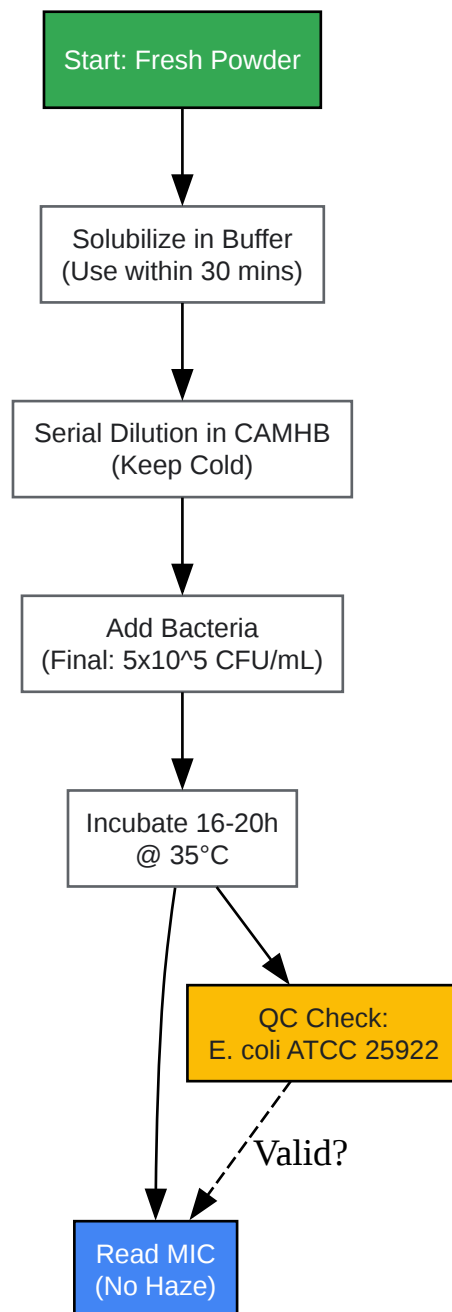 Start: Fresh Powder
Solubilize in Buffer
(Use within 30 mins)
Serial Dilution in CAMHB
(Keep Cold)
Add Bacteria
(Final: 5x10^5 CFU/mL)
Incubate 16-20h
@ 35°C
QC Check:
E. coli ATCC 25922
Valid?
Read MIC
(No Haze)